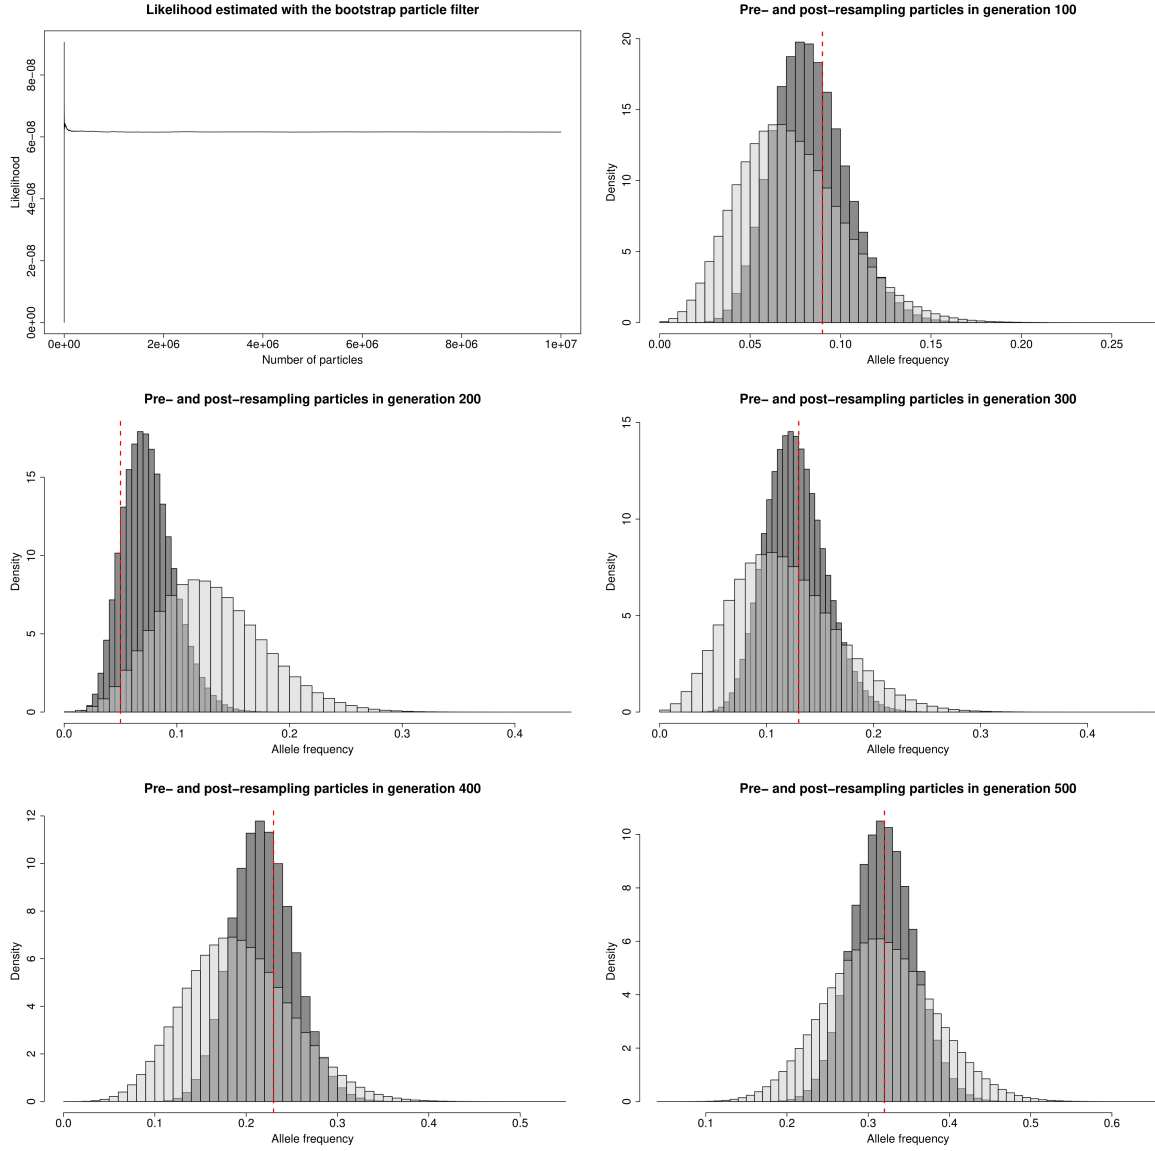 Likelihood estimated with the bootstrap particle filter
Likelihood
0e+00 2e−08 4e−08 6e−08 8e−08
0e+00 2e+06 4e+06 6e+06 8e+06 1e+07
Number of particles
Pre− and post−resampling particles in generation 100
Density
0 5 10 15 20
0.00 0.05 0.10 0.15 0.20 0.25
Allele frequency
Pre− and post−resampling particles in generation 200
Density
0 5 10 15
0.0 0.1 0.2 0.3 0.4
Allele frequency
Pre− and post−resampling particles in generation 300
Density
0 5 10 15
0.0 0.1 0.2 0.3 0.4
Allele frequency
Pre− and post−resampling particles in generation 400
Density
0 2 4 6 8 10 12
0.0 0.1 0.2 0.3 0.4 0.5
Allele frequency
Pre− and post−resampling particles in generation 500
Density
0 2 4 6 8 10
0.1 0.2 0.3 0.4 0.5 0.6
Allele frequency